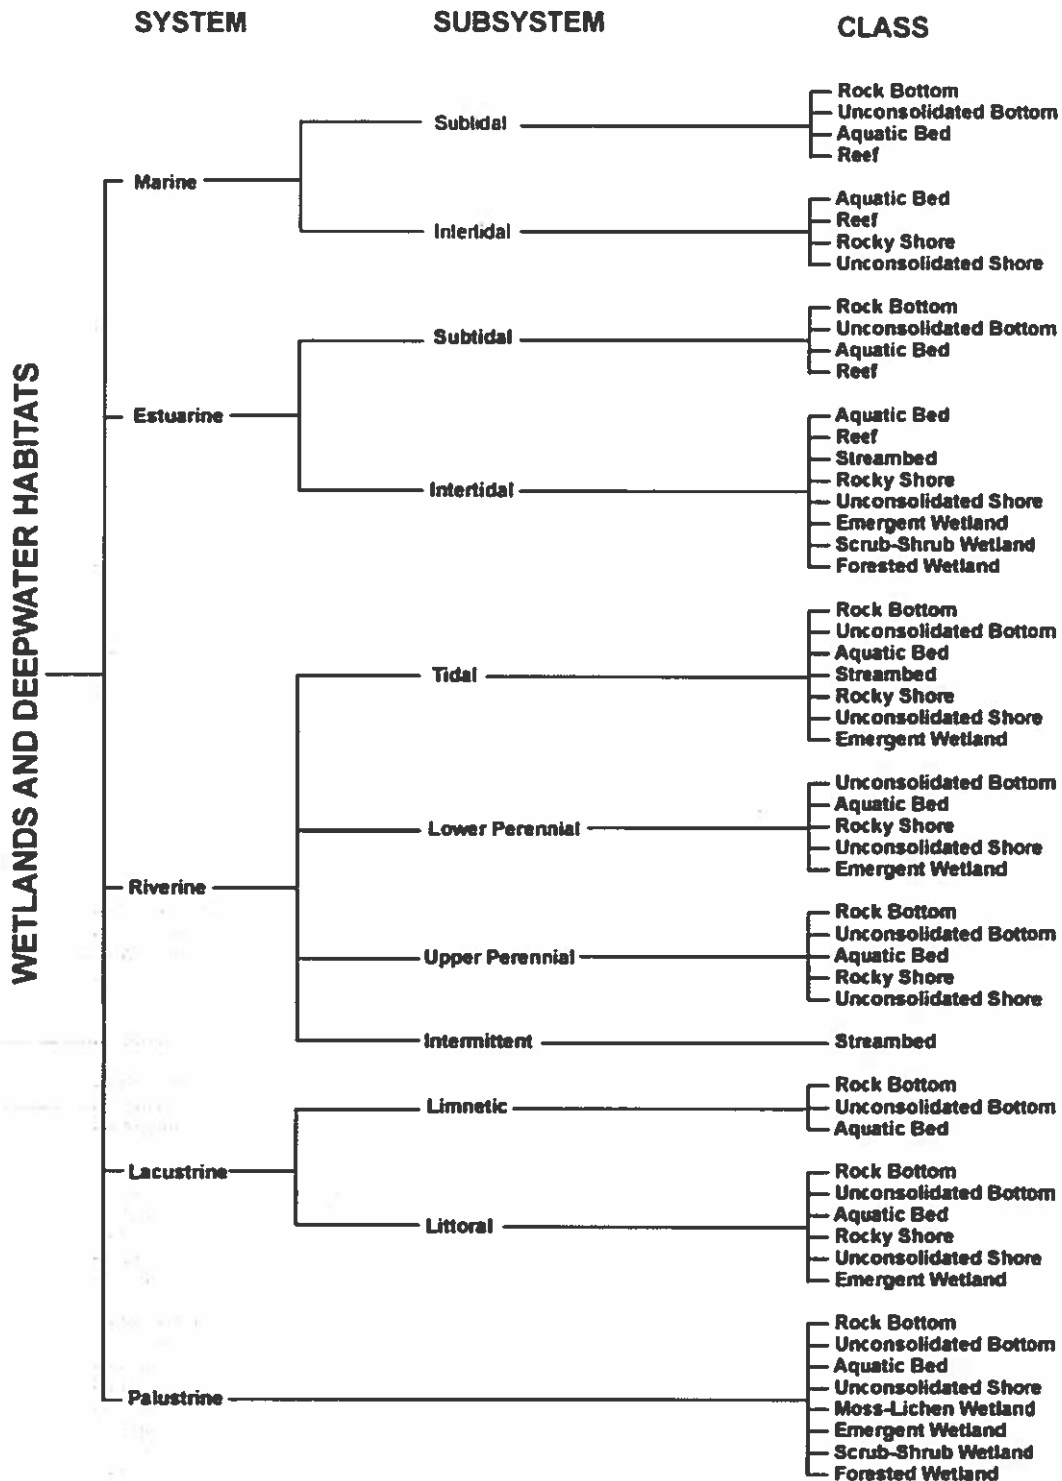 SYSTEM
SUBSYSTEM
CLASS
WETLANDS AND DEEPWATER HABITATS
Marine
Subtidal
Rock Bottom
Unconsolidated Bottom
Aquatic Bed
Reef
Intertidal
Aquatic Bed
Reef
Rocky Shore
Unconsolidated Shore
Estuarine
Subtidal
Rock Bottom
Unconsolidated Bottom
Aquatic Bed
Reef
Intertidal
Aquatic Bed
Reef
Streambed
Rocky Shore
Unconsolidated Shore
Emergent Wetland
Scrub-Shrub Wetland
Forested Wetland
Riverine
Tidal
Rock Bottom
Unconsolidated Bottom
Aquatic Bed
Streambed
Rocky Shore
Unconsolidated Shore
Emergent Wetland
Lower Perennial
Unconsolidated Bottom
Aquatic Bed
Rocky Shore
Unconsolidated Shore
Emergent Wetland
Upper Perennial
Rock Bottom
Unconsolidated Bottom
Aquatic Bed
Rocky Shore
Unconsolidated Shore
Intermittent
Streambed
Lacustrine
Limnetic
Rock Bottom
Unconsolidated Bottom
Aquatic Bed
Littoral
Rock Bottom
Unconsolidated Bottom
Aquatic Bed
Rocky Shore
Unconsolidated Shore
Emergent Wetland
Palustrine
Rock Bottom
Unconsolidated Bottom
Aquatic Bed
Unconsolidated Shore
Moss-Lichen Wetland
Emergent Wetland
Scrub-Shrub Wetland
Forested Wetland